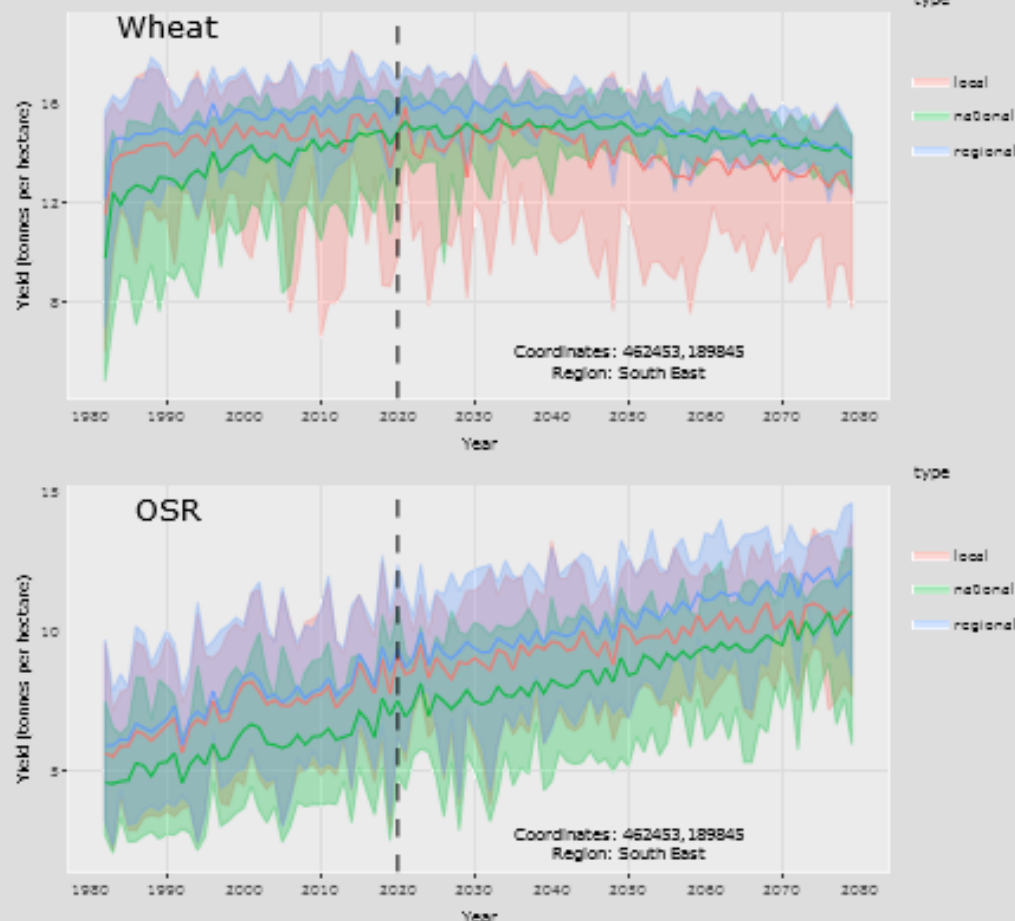 type
Wheat
Yield (tonnes per hectare)
16
12
8
local
national
regional
Coordinates: 462453,189845
Region: South East
1980 1990 2000 2010 2020 2030 2040 2050 2060 2070 2080
Year
type
OSR
Yield (tonnes per hectare)
15
10
5
local
national
regional
Coordinates: 462453,189845
Region: South East
1980 1990 2000 2010 2020 2030 2040 2050 2060 2070 2080
Year